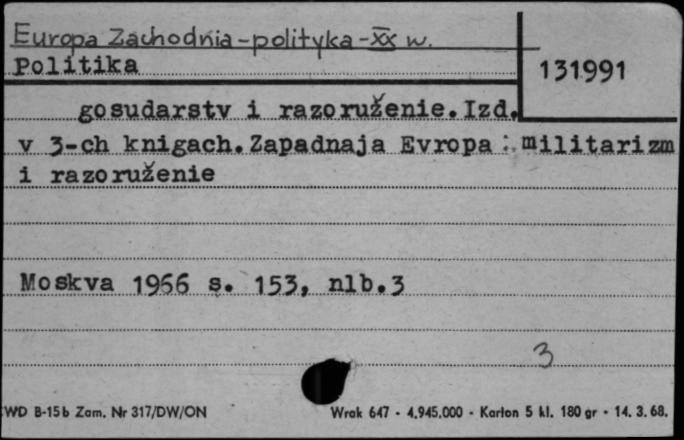 Europa Zachodnia - polityka - XX w.
Politika
131991
gosudarstv i razoruženie. Izd.
v 3-ch knigach. Zapadnaja Evropa : militarizm
i razoruženie
Moskva 1966 s. 153, nlb.3
3
CWD B-15b Zam. Nr 317/DW/ON
Wrak 647 - 4.945.000 - Karton 5 kl. 180 gr - 14. 3. 68.